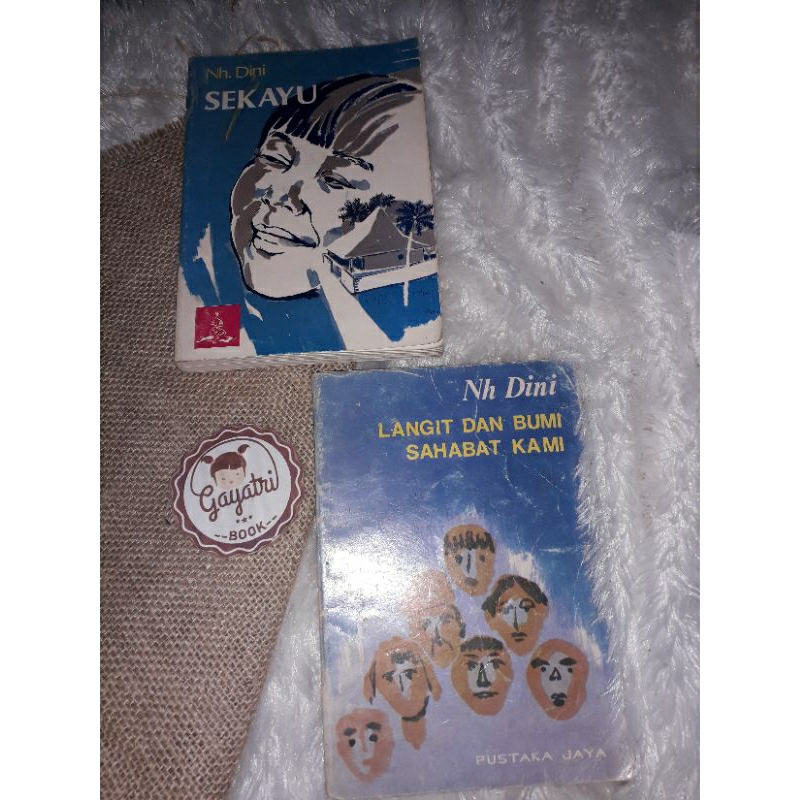 Nh. Dini
SEKAYU
Nh Dini
LANGIT DAN BUMI
SAHABAT KAMI
Gayatri
--BOOK--
PUSTAKA JAYA